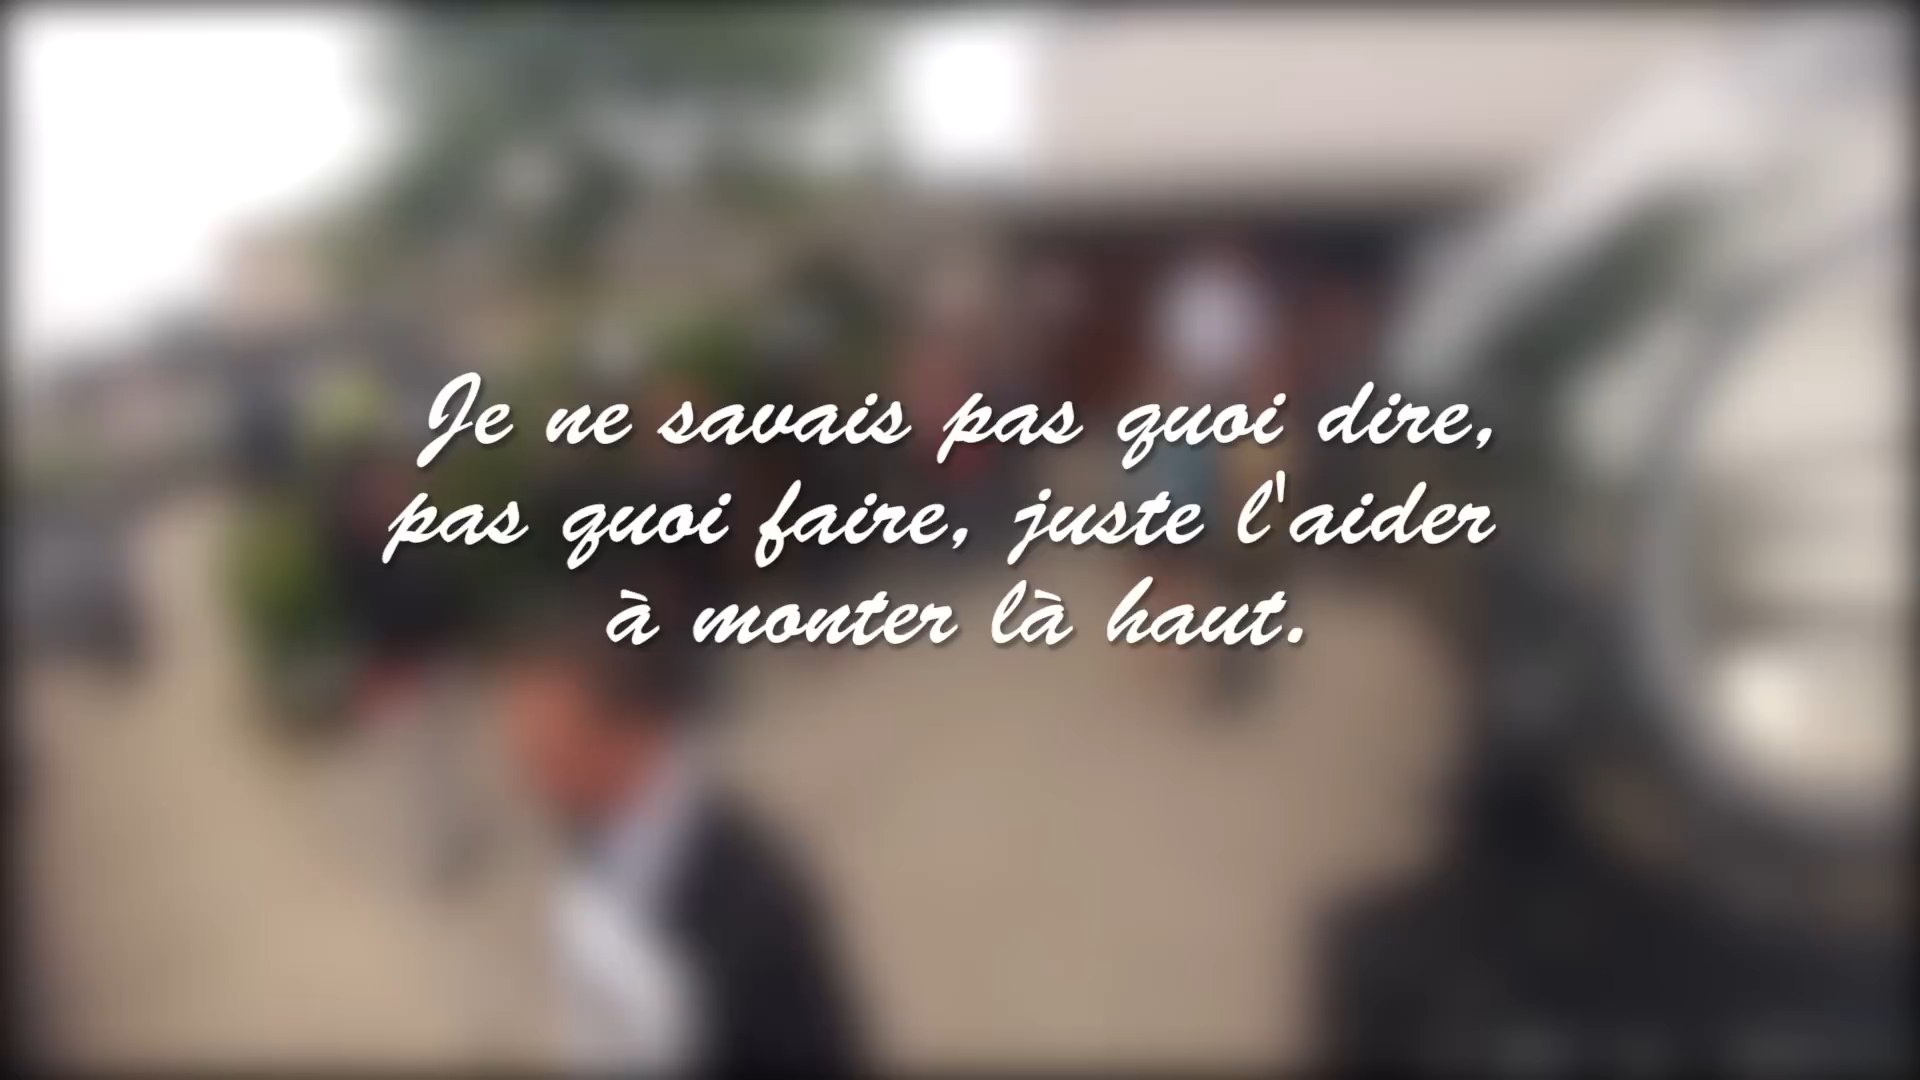 Je ne savais pas quoi dire,
pas quoi faire, juste l'aider
à monter là haut.